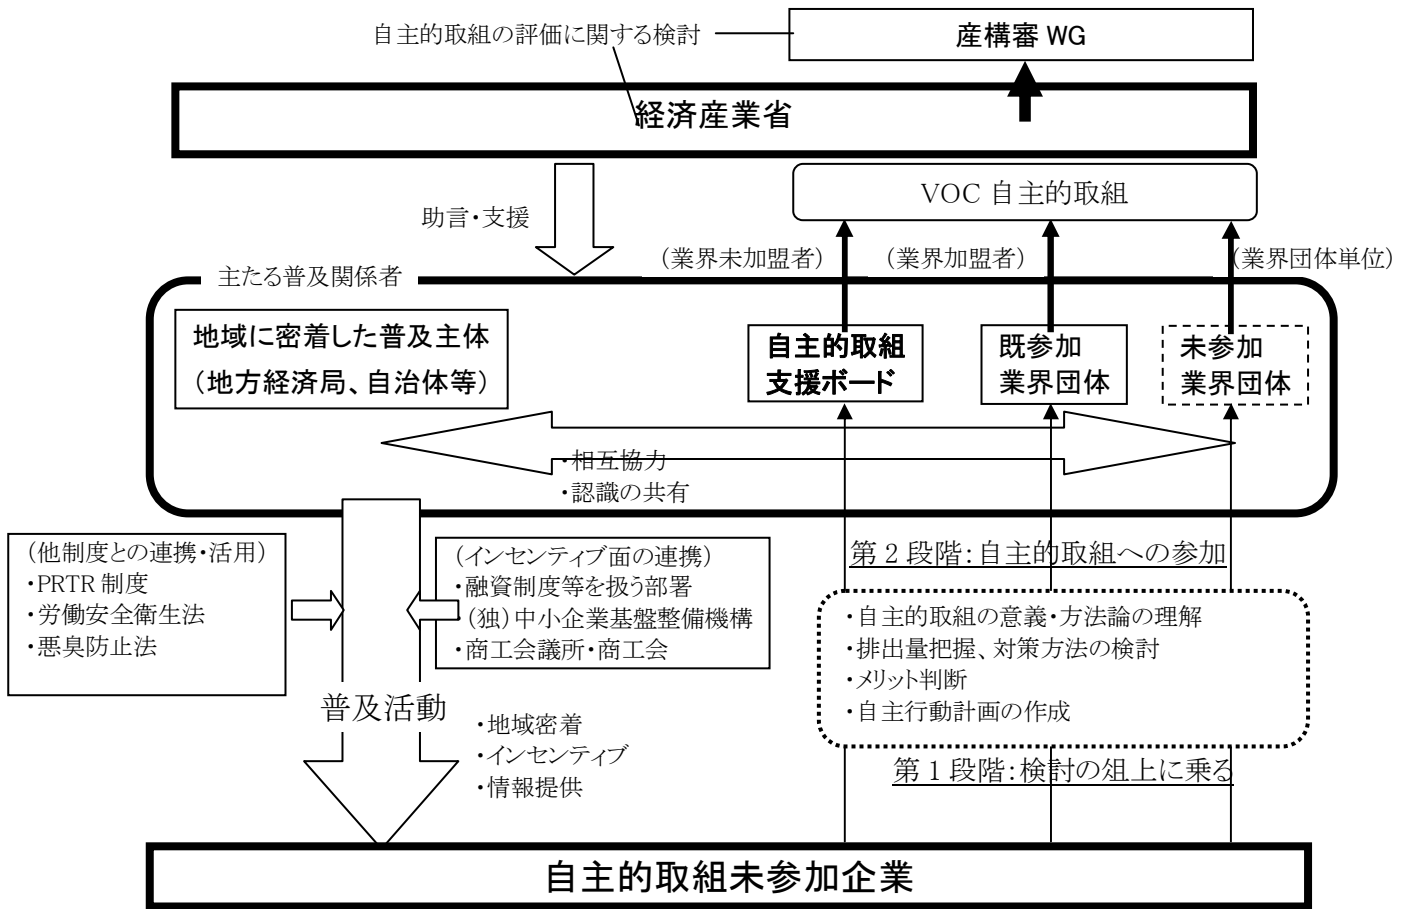 自主的取組の評価に関する検討
産構審 WG
経済産業省
助言・支援
VOC 自主的取組
(業界未加盟者)
(業界加盟者)
(業界団体単位)
主たる普及関係者
地域に密着した普及主体
(地方経済局、自治体等)
自主的取組
支援ボード
既参加
業界団体
未参加
業界団体
・相互協力
・認識の共有
(他制度との連携・活用)
・PRTR 制度
・労働安全衛生法
・悪臭防止法
(インセンティブ面の連携)
・融資制度等を扱う部署
・(独)中小企業基盤整備機構
・商工会議所・商工会
第 2 段階:自主的取組への参加
・自主的取組の意義・方法論の理解
・排出量把握、対策方法の検討
・メリット判断
・自主行動計画の作成
普及活動
・地域密着
・インセンティブ
・情報提供
第 1 段階:検討の俎上に乗る
自主的取組未参加企業